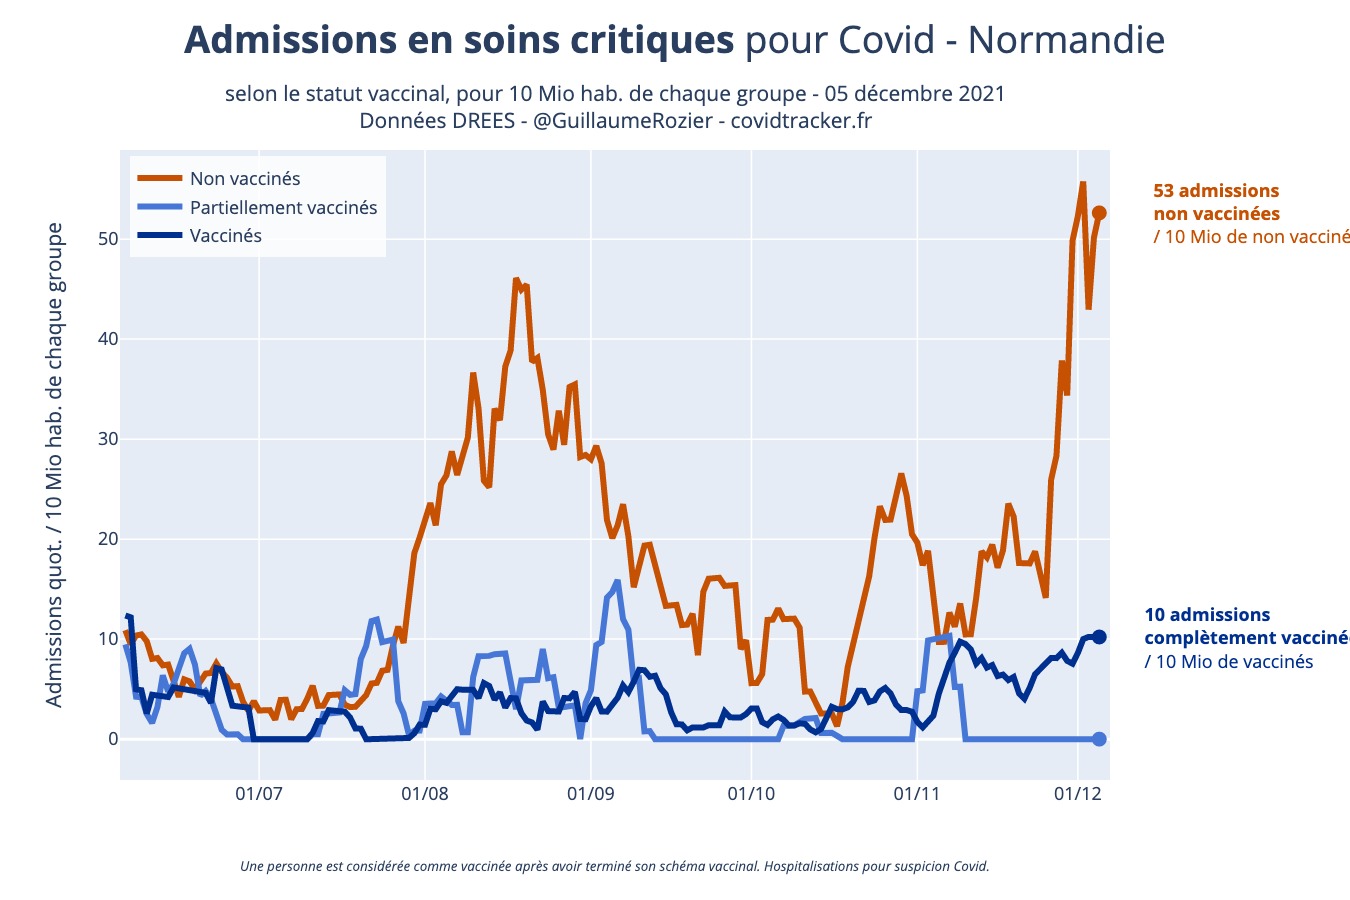 Admissions en soins critiques pour Covid - Normandie
selon le statut vaccinal, pour 10 Mio hab. de chaque groupe - 05 décembre 2021
Données DREES - @GuillaumeRozier - covidtracker.fr
Non vaccinés
Partiellement vaccinés
Vaccinés
Admissions quot. / 10 Mio hab. de chaque groupe
50
40
30
20
10
0
01/07
01/08
01/09
01/10
01/11
01/12
53 admissions
non vaccinées
/ 10 Mio de non vacciné
10 admissions
complètement vacciné
/ 10 Mio de vaccinés
Une personne est considérée comme vaccinée après avoir terminé son schéma vaccinal. Hospitalisations pour suspicion Covid.